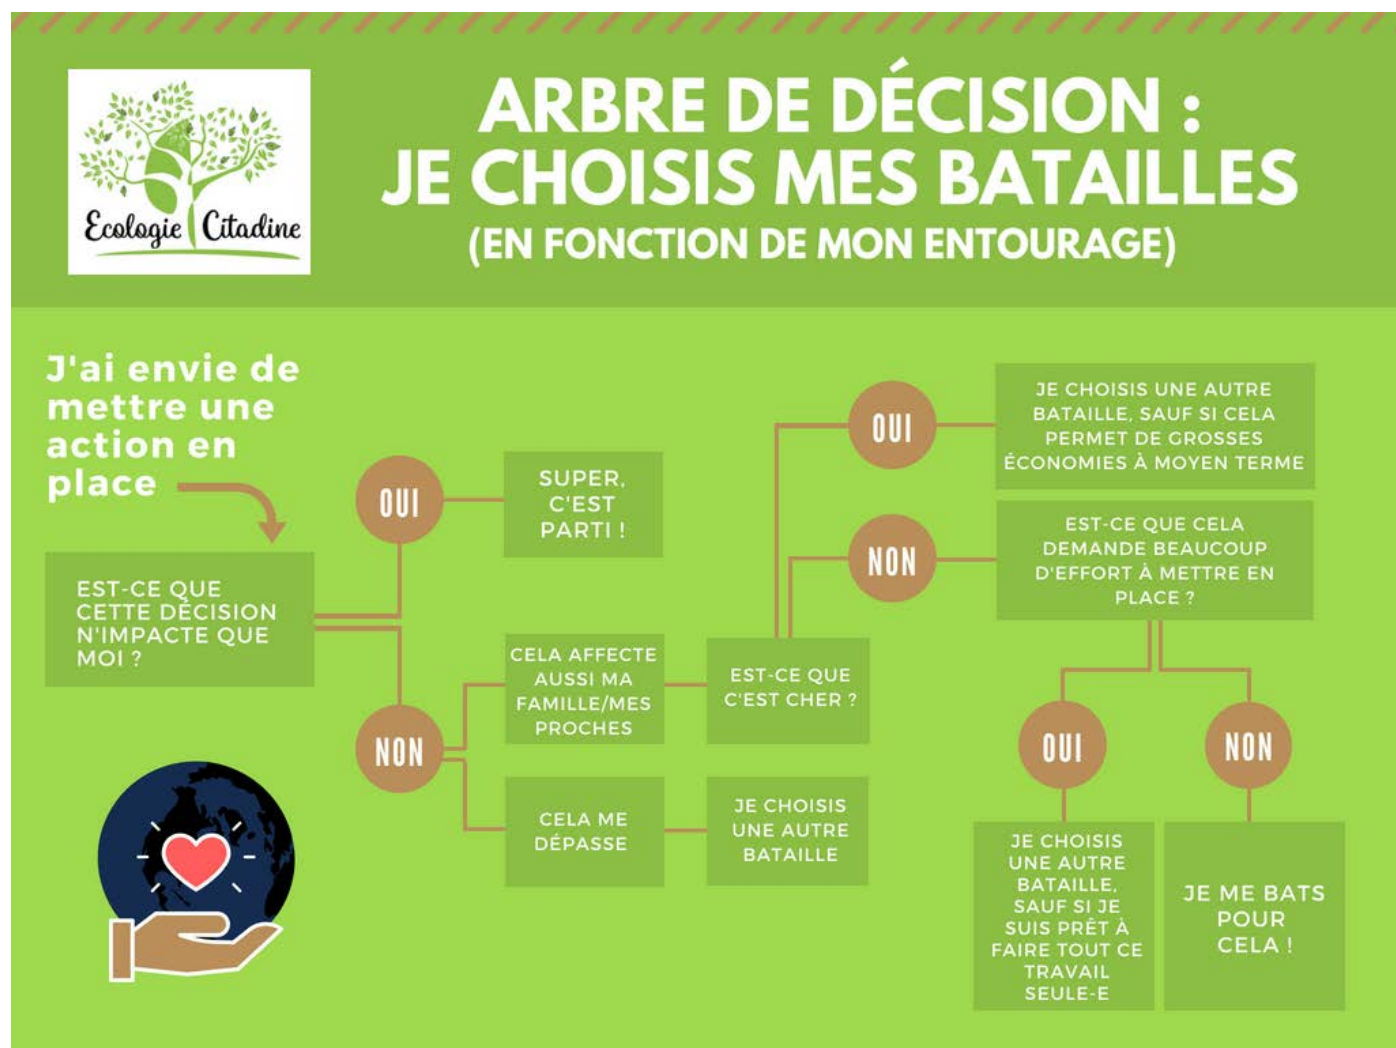 Ecologie Citadine
ARBRE DE DÉCISION :
JE CHOISIS MES BATAILLES
(EN FONCTION DE MON ENTOURAGE)
J'ai envie de
mettre une
action en
place
EST-CE QUE
CETTE DÉCISION
N'IMPACTE QUE
MOI ?
OUI
SUPER,
C'EST
PARTI !
NON
CELA AFFECTE
AUSSI MA
FAMILLE/MES
PROCHES
EST-CE QUE
C'EST CHER ?
CELA ME
DÉPASSE
JE CHOISIS
UNE AUTRE
BATAILLE
OUI
JE CHOISIS UNE AUTRE
BATAILLE, SAUF SI CELA
PERMET DE GROSSES
ÉCONOMIES À MOYEN TERME
NON
EST-CE QUE CELA
DEMANDE BEAUCOUP
D'EFFORT À METTRE EN
PLACE ?
OUI
JE CHOISIS
UNE AUTRE
BATAILLE,
SAUF SI JE
SUIS PRÊT À
FAIRE TOUT CE
TRAVAIL
SEULE-E
NON
JE ME BATS
POUR
CELA !